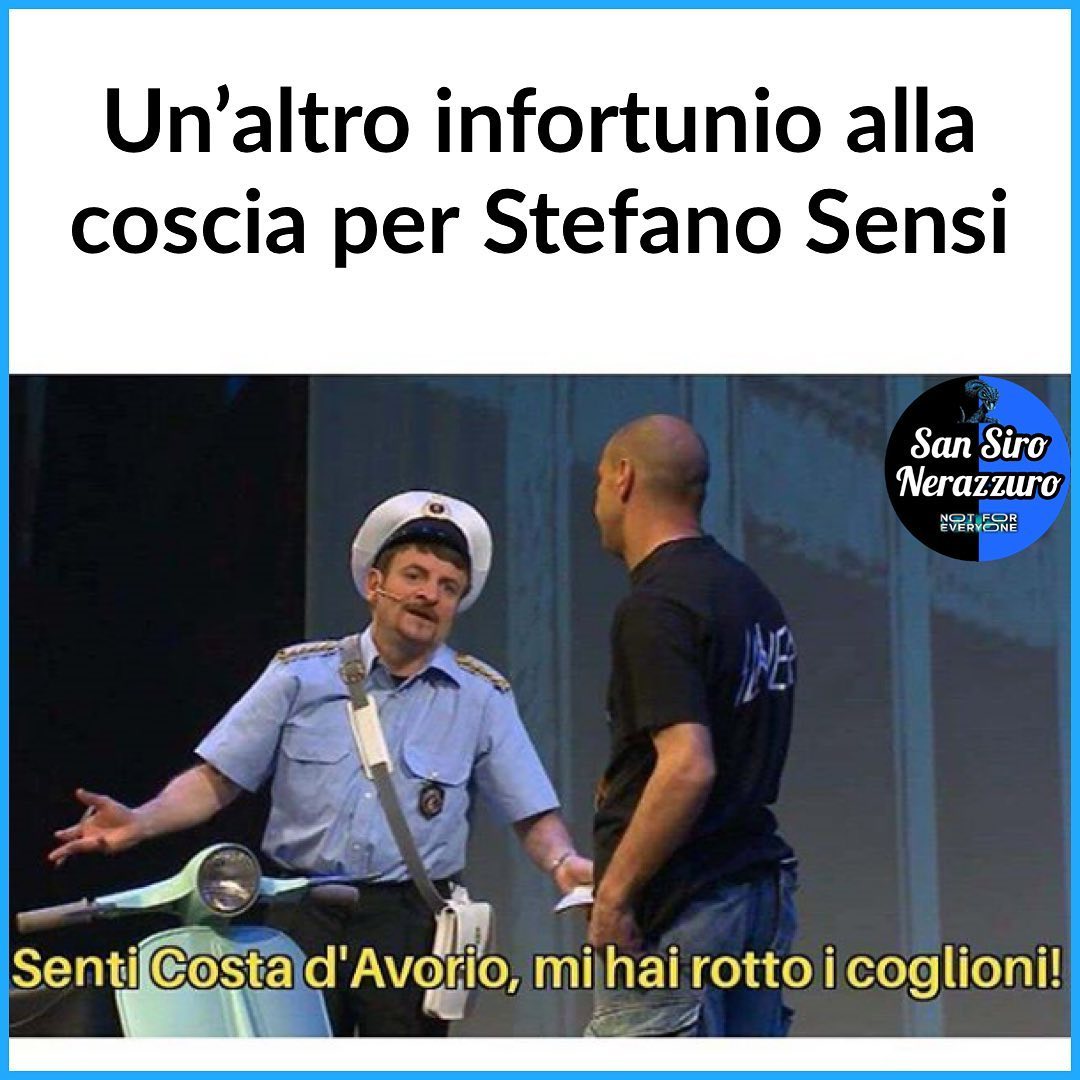 Un’altro infortunio alla
coscia per Stefano Sensi
San Siro
Nerazzuro
NOT FOR
EVERYONE
Senti Costa d'Avorio, mi hai rotto i coglioni!